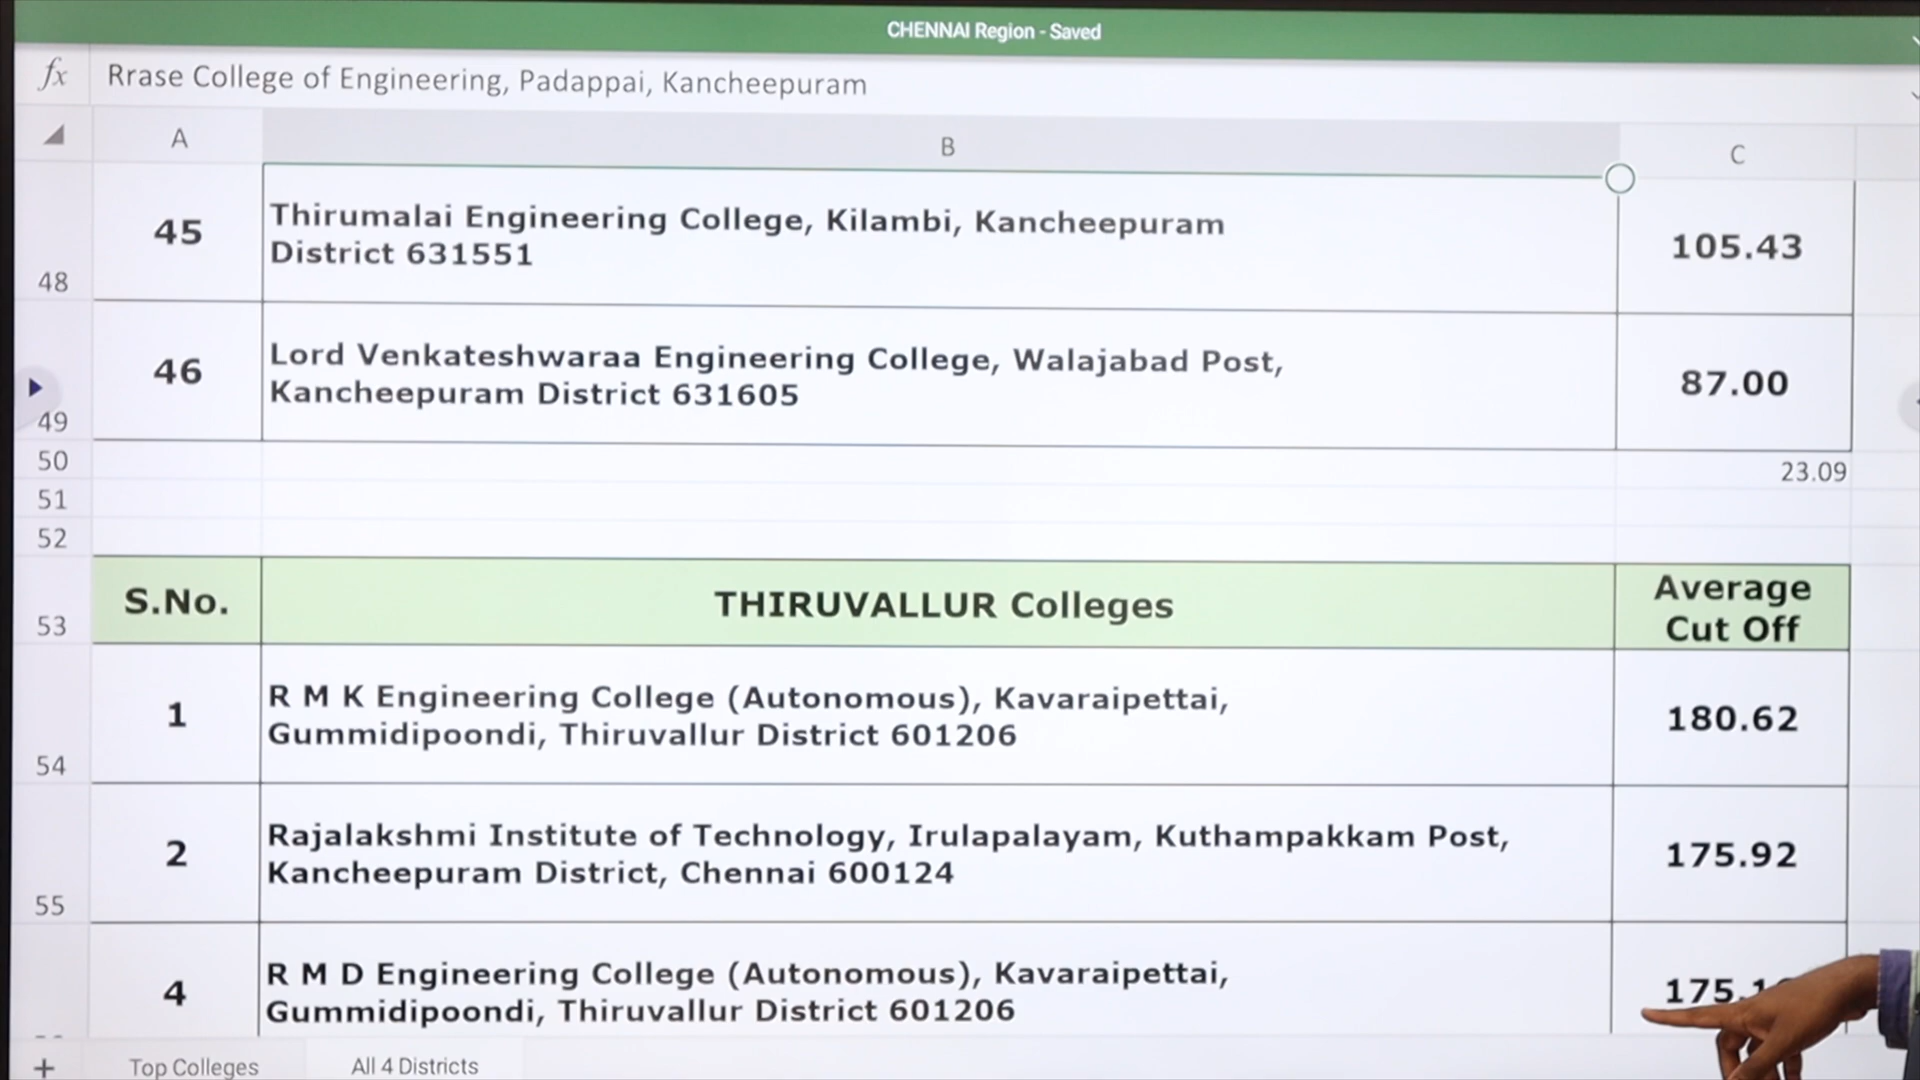 CHENNAI Region - Saved
fx Rrase College of Engineering, Padappai, Kancheepuram
A B C
45 Thirumalai Engineering College, Kilambi, Kancheepuram
District 631551
105.43
48
46 Lord Venkateshwaraa Engineering College, Walajabad Post,
Kancheepuram District 631605
87.00
49
50 23.09
51
52
S.No. THIRUVALLUR Colleges Average
Cut Off
53
1 R M K Engineering College (Autonomous), Kavaraipettai,
Gummidipoondi, Thiruvallur District 601206
180.62
54
2 Rajalakshmi Institute of Technology, Irulapalayam, Kuthampakkam Post,
Kancheepuram District, Chennai 600124
175.92
55
4 R M D Engineering College (Autonomous), Kavaraipettai,
Gummidipoondi, Thiruvallur District 601206
+ Top Colleges All 4 Districts